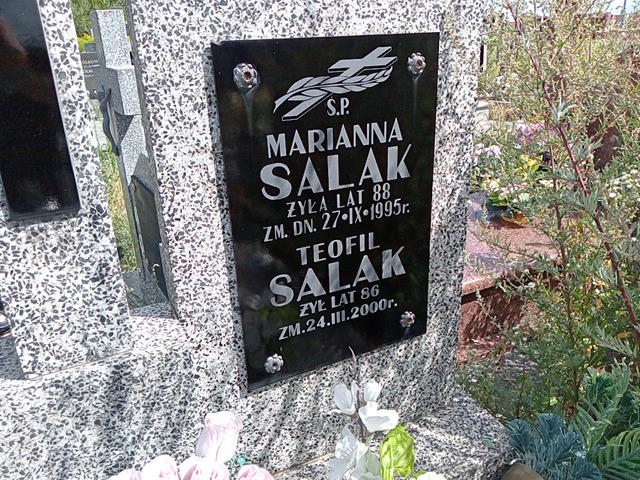 S.P.
MARIANNA
SALAK
ŻYŁA LAT 88
ZM. DN. 27•IX•1995r.
TEOFIL
SALAK
ŻYŁ LAT 86
ZM.24.III.2000r.